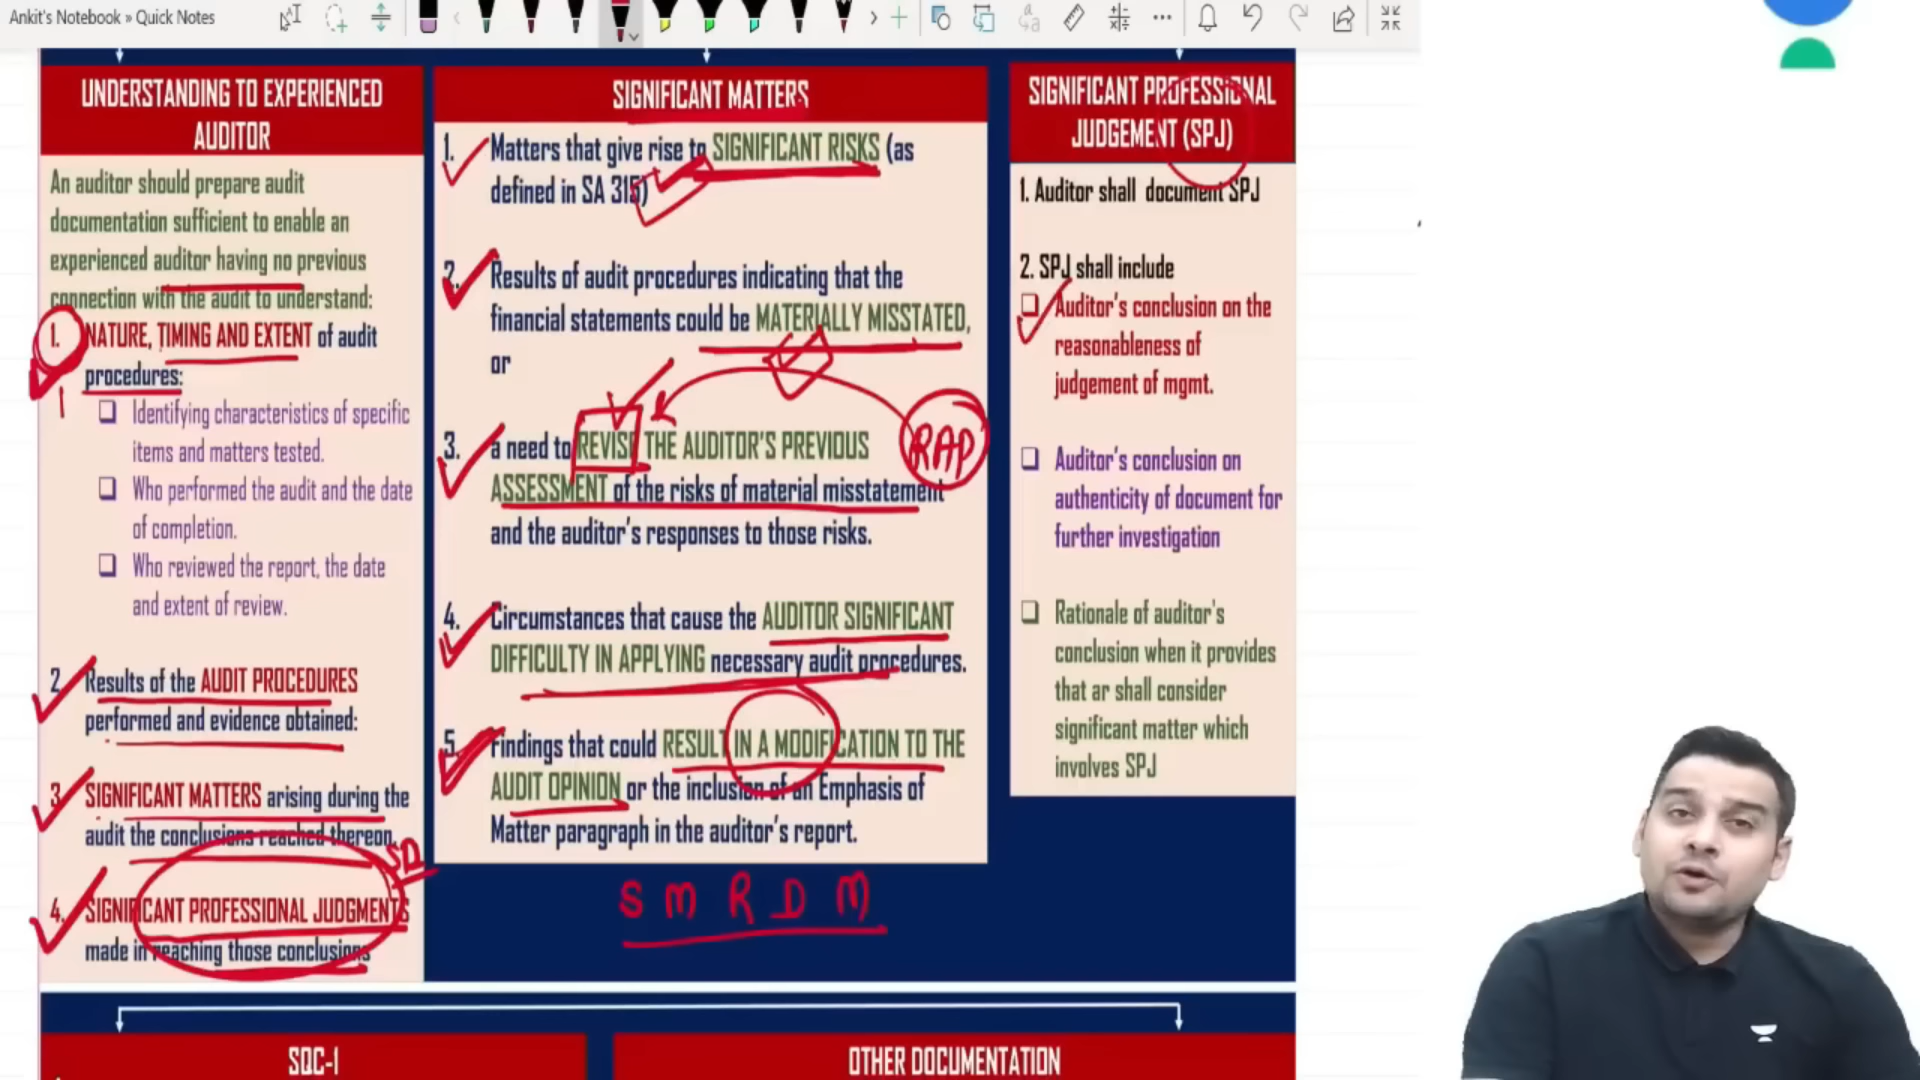 Ankit's Notebook » Quick Notes
UNDERSTANDING TO EXPERIENCED
AUDITOR
An auditor should prepare audit
documentation sufficient to enable an
experienced auditor having no previous
connection with the audit to understand:
1. NATURE, TIMING AND EXTENT of audit
procedures:
Identifying characteristics of specific
items and matters tested.
Who performed the audit and the date
of completion.
Who reviewed the report, the date
and extent of review.
2. Results of the AUDIT PROCEDURES
performed and evidence obtained:
3. SIGNIFICANT MATTERS arising during the
audit the conclusions reached thereon,
4. SIGNIFICANT PROFESSIONAL JUDGMENTS
made in reaching those conclusions
SIGNIFICANT MATTERS
1. Matters that give rise to SIGNIFICANT RISKS (as
defined in SA 315)
2. Results of audit procedures indicating that the
financial statements could be MATERIALLY MISSTATED,
or
3. a need to REVISE THE AUDITOR'S PREVIOUS
ASSESSMENT of the risks of material misstatement
and the auditor's responses to those risks.
RAP
4. Circumstances that cause the AUDITOR SIGNIFICANT
DIFFICULTY IN APPLYING necessary audit procedures.
5. Findings that could RESULT IN A MODIFICATION TO THE
AUDIT OPINION or the inclusion of an Emphasis of
Matter paragraph in the auditor's report.
S M R D M
SIGNIFICANT PROFESSIONAL
JUDGEMENT (SPJ)
1. Auditor shall document SPJ
2. SPJ shall include
Auditor's conclusion on the
reasonableness of
judgement of mgmt.
Auditor's conclusion on
authenticity of document for
further investigation
Rationale of auditor's
conclusion when it provides
that ar shall consider
significant matter which
involves SPJ
SQC-1
OTHER DOCUMENTATION